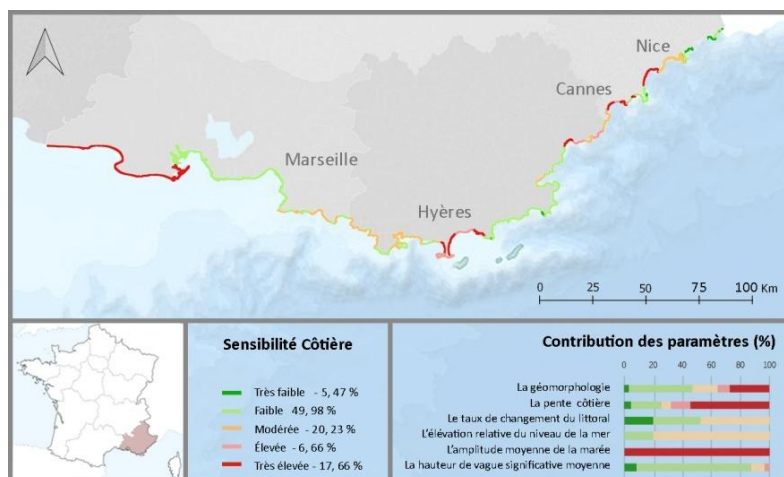 Nice
Cannes
Marseille
Hyères
0 25 50 75 100 Km
Sensibilité Côtière
Très faible - 5, 47 %
Faible 49, 98 %
Modérée - 20, 23 %
Élevée - 6, 66 %
Très élevée - 17, 66 %
Contribution des paramètres (%)
0 20 40 60 80 100
La géomorphologie
La pente côtière
Le taux de changement du littoral
L'élévation relative du niveau de la mer
L'amplitude moyenne de la marée
La hauteur de vague significative moyenne